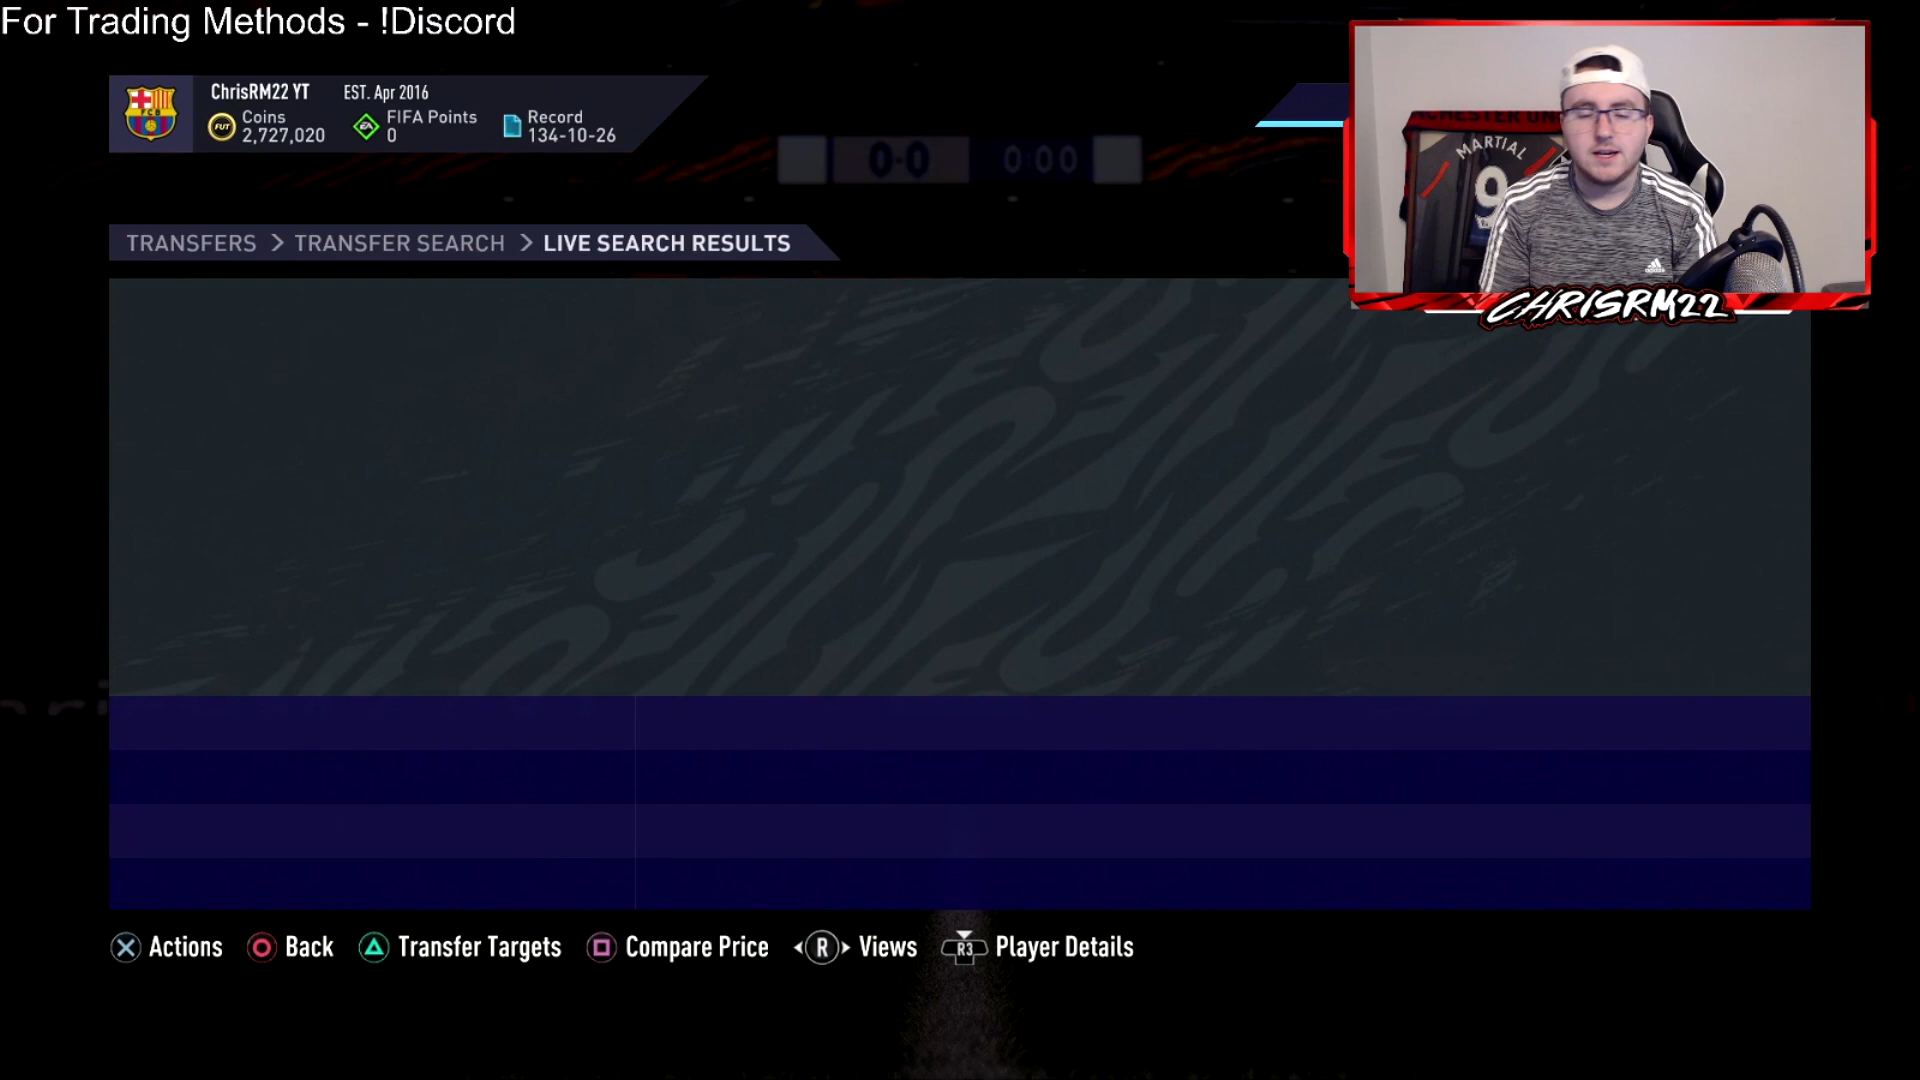 For Trading Methods - !Discord
ChrisRM22 YT EST. Apr 2016
Coins FIFA Points Record
2,727,020 0 134-10-26
0-0 0:00
MARTIAL
9
adidas
CHRISRM22
TRANSFERS > TRANSFER SEARCH > LIVE SEARCH RESULTS
Actions Back Transfer Targets Compare Price R Views R3 Player Details